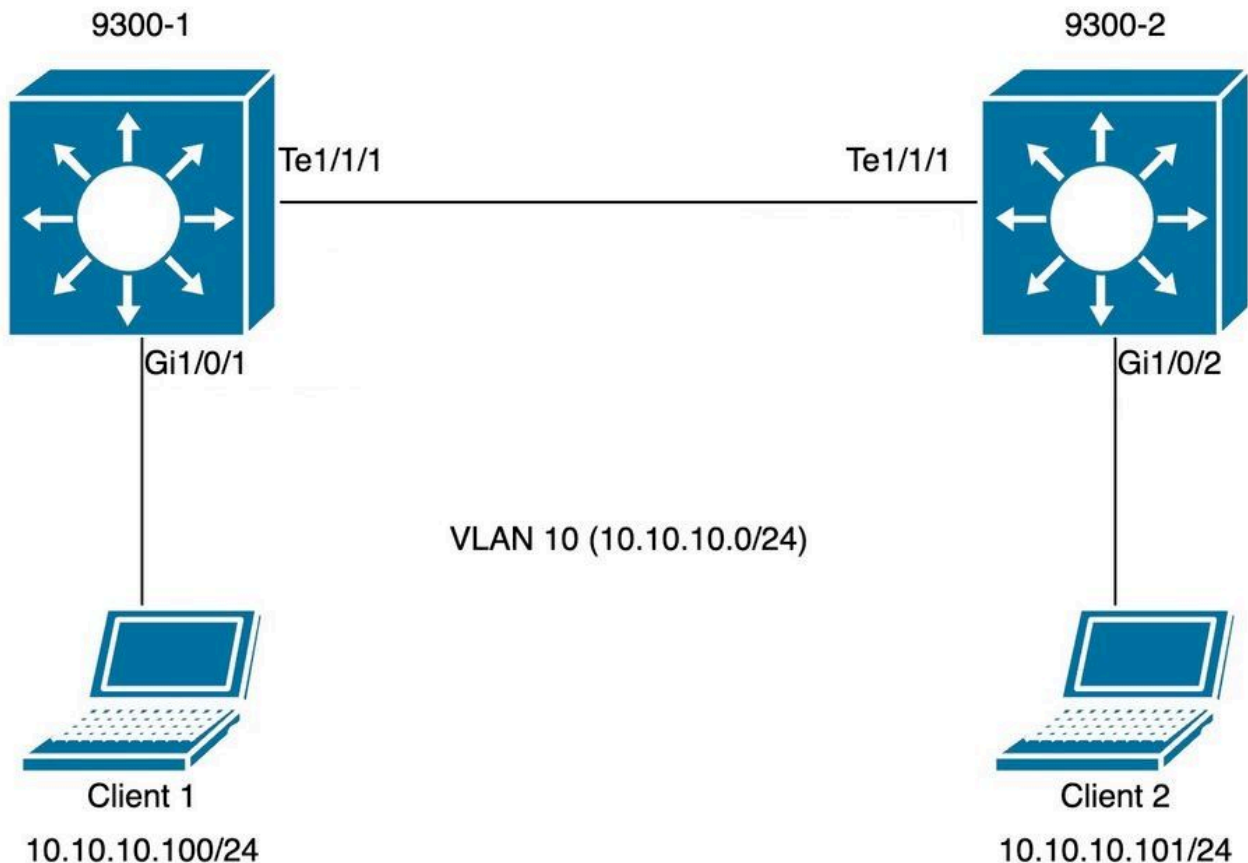 9300-1
9300-2
Te1/1/1
Te1/1/1
Gi1/0/1
Gi1/0/2
VLAN 10 (10.10.10.0/24)
Client 1
Client 2
10.10.10.100/24
10.10.10.101/24